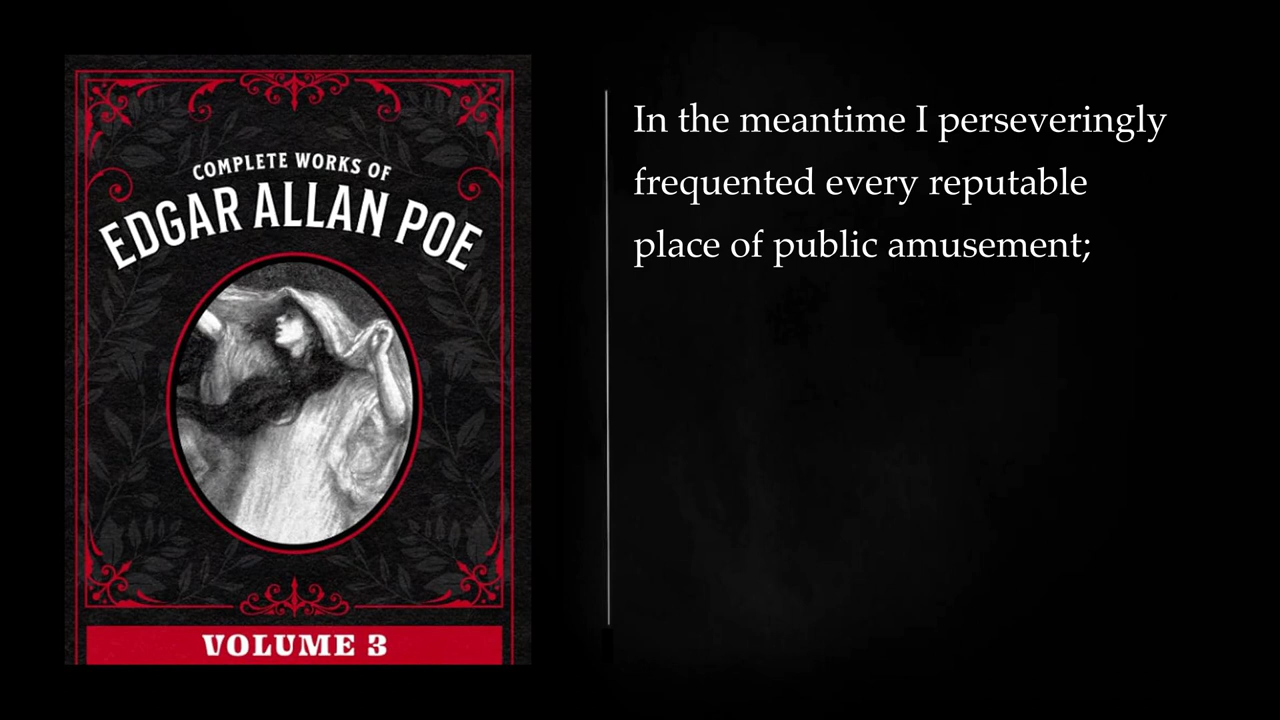 COMPLETE WORKS OF
EDGAR ALLAN POE
VOLUME 3
In the meantime I perseveringly
frequented every reputable
place of public amusement;